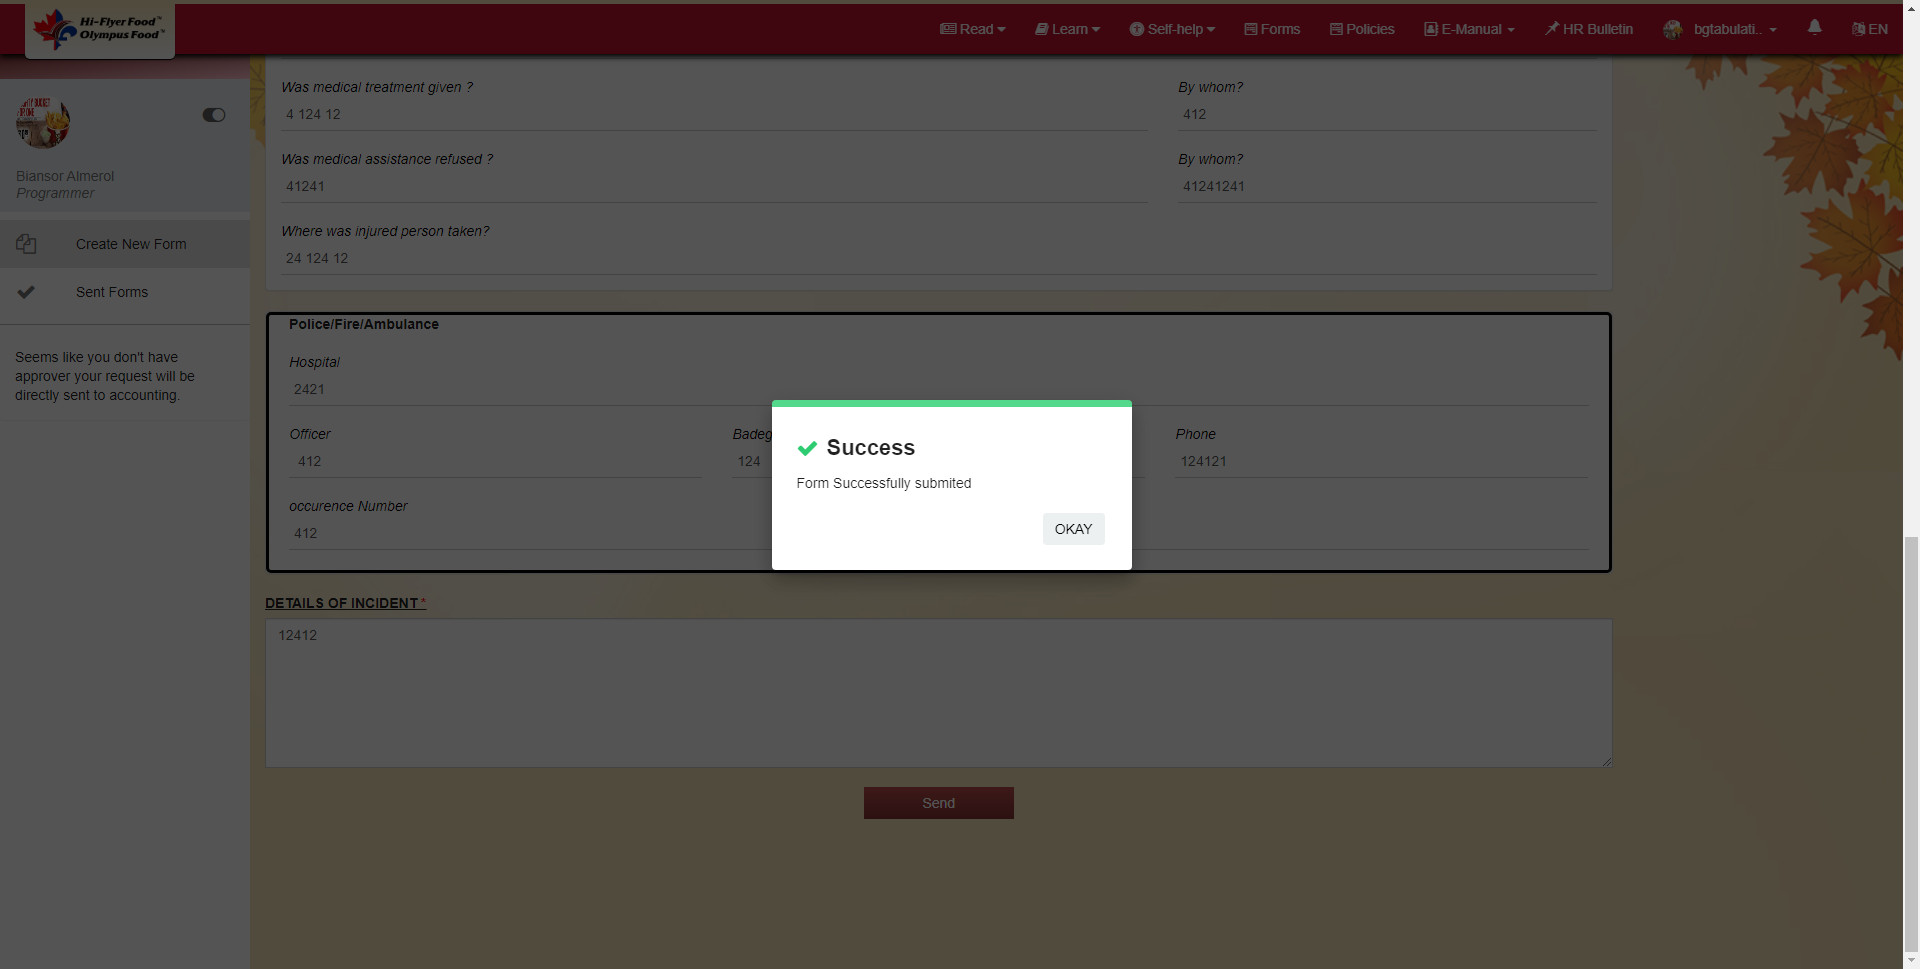 Hi-Flyer Food™
Olympus Food™
Read
Learn
Self-help
Forms
Policies
E-Manual
HR Bulletin
bgtabulati..
EN
Biansor Almerol
Programmer
Create New Form
Sent Forms
Seems like you don't have
approver your request will be
directly sent to accounting.
Was medical treatment given ?
By whom?
4 124 12
412
Was medical assistance refused ?
By whom?
41241
41241241
Where was injured person taken?
24 124 12
Police/Fire/Ambulance
Hospital
2421
Officer
Badeg
Phone
412
124
124121
occurence Number
412
Success
Form Successfully submited
OKAY
DETAILS OF INCIDENT *
12412
Send